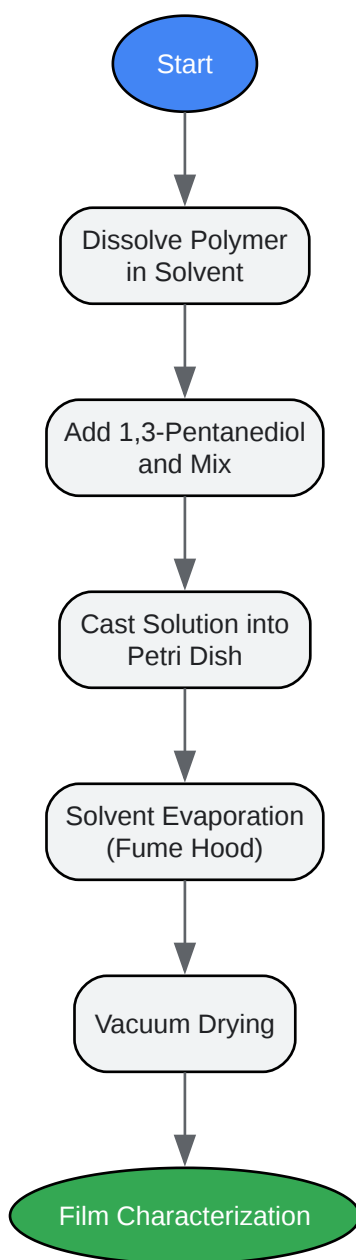 Start
Dissolve Polymer
in Solvent
Add 1,3-Pentanediol
and Mix
Cast Solution into
Petri Dish
Solvent Evaporation
(Fume Hood)
Vacuum Drying
Film Characterization